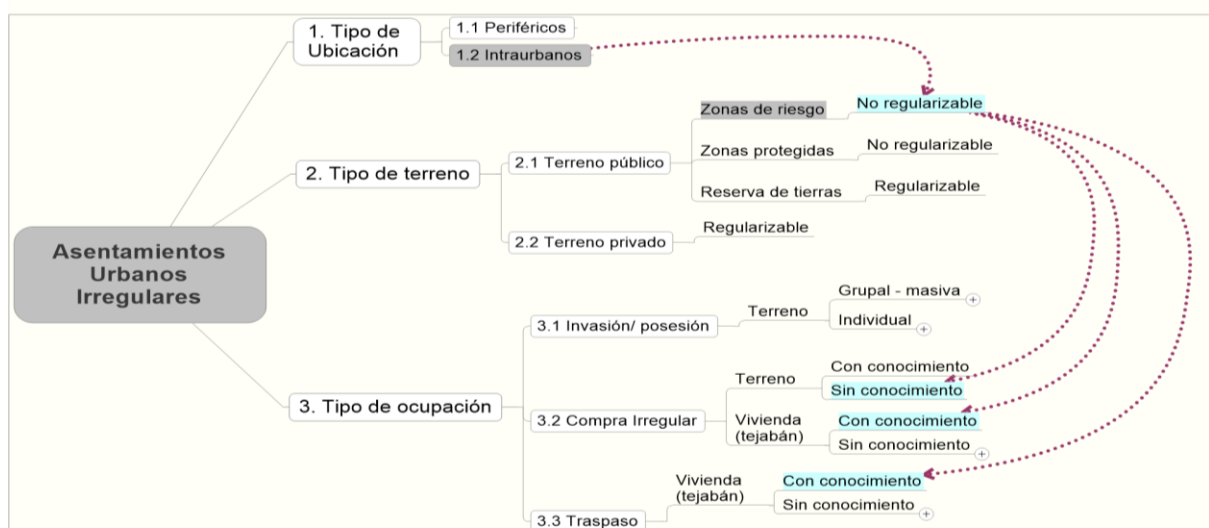 1. Tipo de
Ubicación
1.1 Periféricos
1.2 Intraurbanos
2. Tipo de terreno
2.1 Terreno público
Zonas de riesgo
No regularizable
Zonas protegidas
No regularizable
Reserva de tierras
Regularizable
2.2 Terreno privado
Regularizable
Asentamientos
Urbanos
Irregulares
3. Tipo de ocupación
3.1 Invasión/ posesión
Terreno
Grupal - masiva
Individual
3.2 Compra Irregular
Terreno
Con conocimiento
Sin conocimiento
Vivienda
(tejabán)
Con conocimiento
Sin conocimiento
3.3 Traspaso
Vivienda
(tejabán)
Con conocimiento
Sin conocimiento